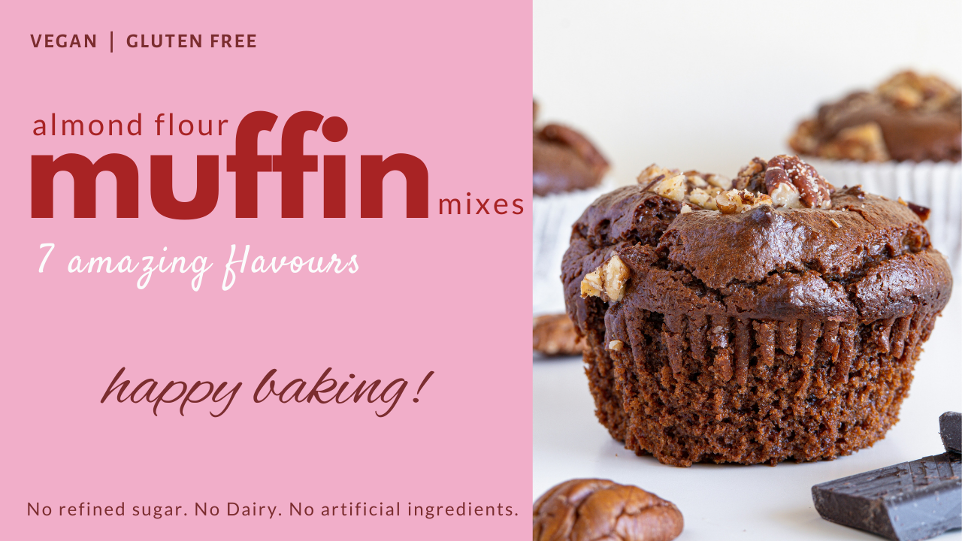 VEGAN | GLUTEN FREE
almond flour
muffin mixes
7 amazing flavours
happy baking!
No refined sugar. No Dairy. No artificial ingredients.